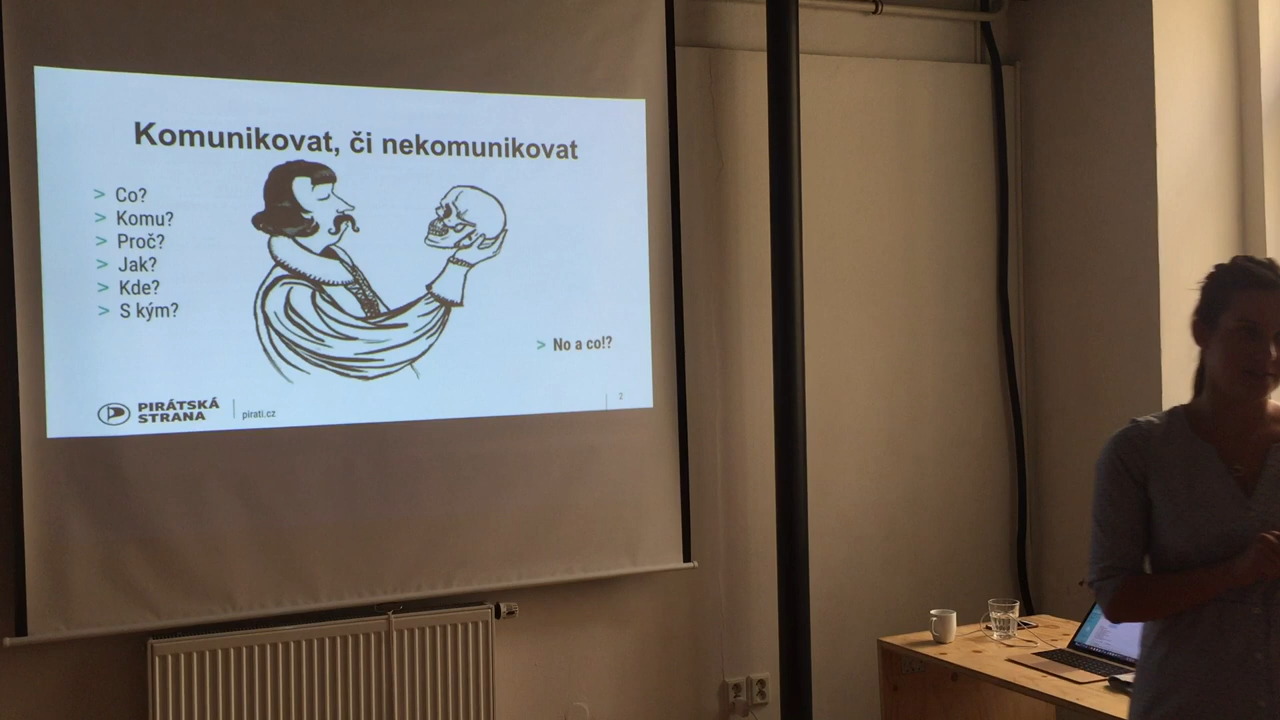 Komunikovat, či nekomunikovat
> Co?
> Komu?
> Proč?
> Jak?
> Kde?
> S kým?
> No a co!?
PIRÁTSKÁ
STRANA
pirati.cz
2